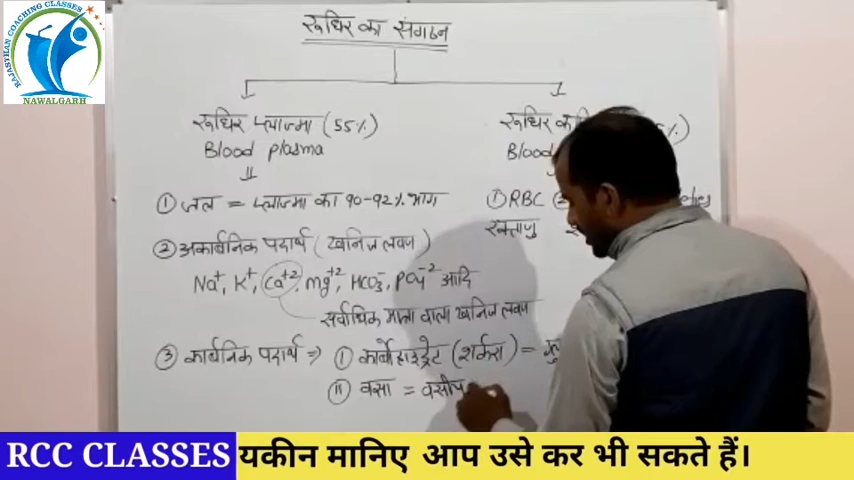 RAJASTHAN COACHING CLASSES
NAWALGARH
रूधिर का संगठन
रूधिर प्लाज्मा (55%)
Blood plasma
① जल = प्लाज्मा का 90-92% भाग
② अकार्बनिक पदार्थ (खनिज लवण)
Na⁺, K⁺, Ca⁺², Mg⁺², HCO₃⁻, PO₄⁻² आदि
सर्वाधिक मात्रा वाला खनिज लवण
③ कार्बनिक पदार्थ ⇒ ① कार्बोहाइड्रेट (शर्करा) =
(ii) वसा = वसीय
रूधिर %)
Blood
① RBC
रक्ताणु
RCC CLASSES यकीन मानिए आप उसे कर भी सकते हैं।